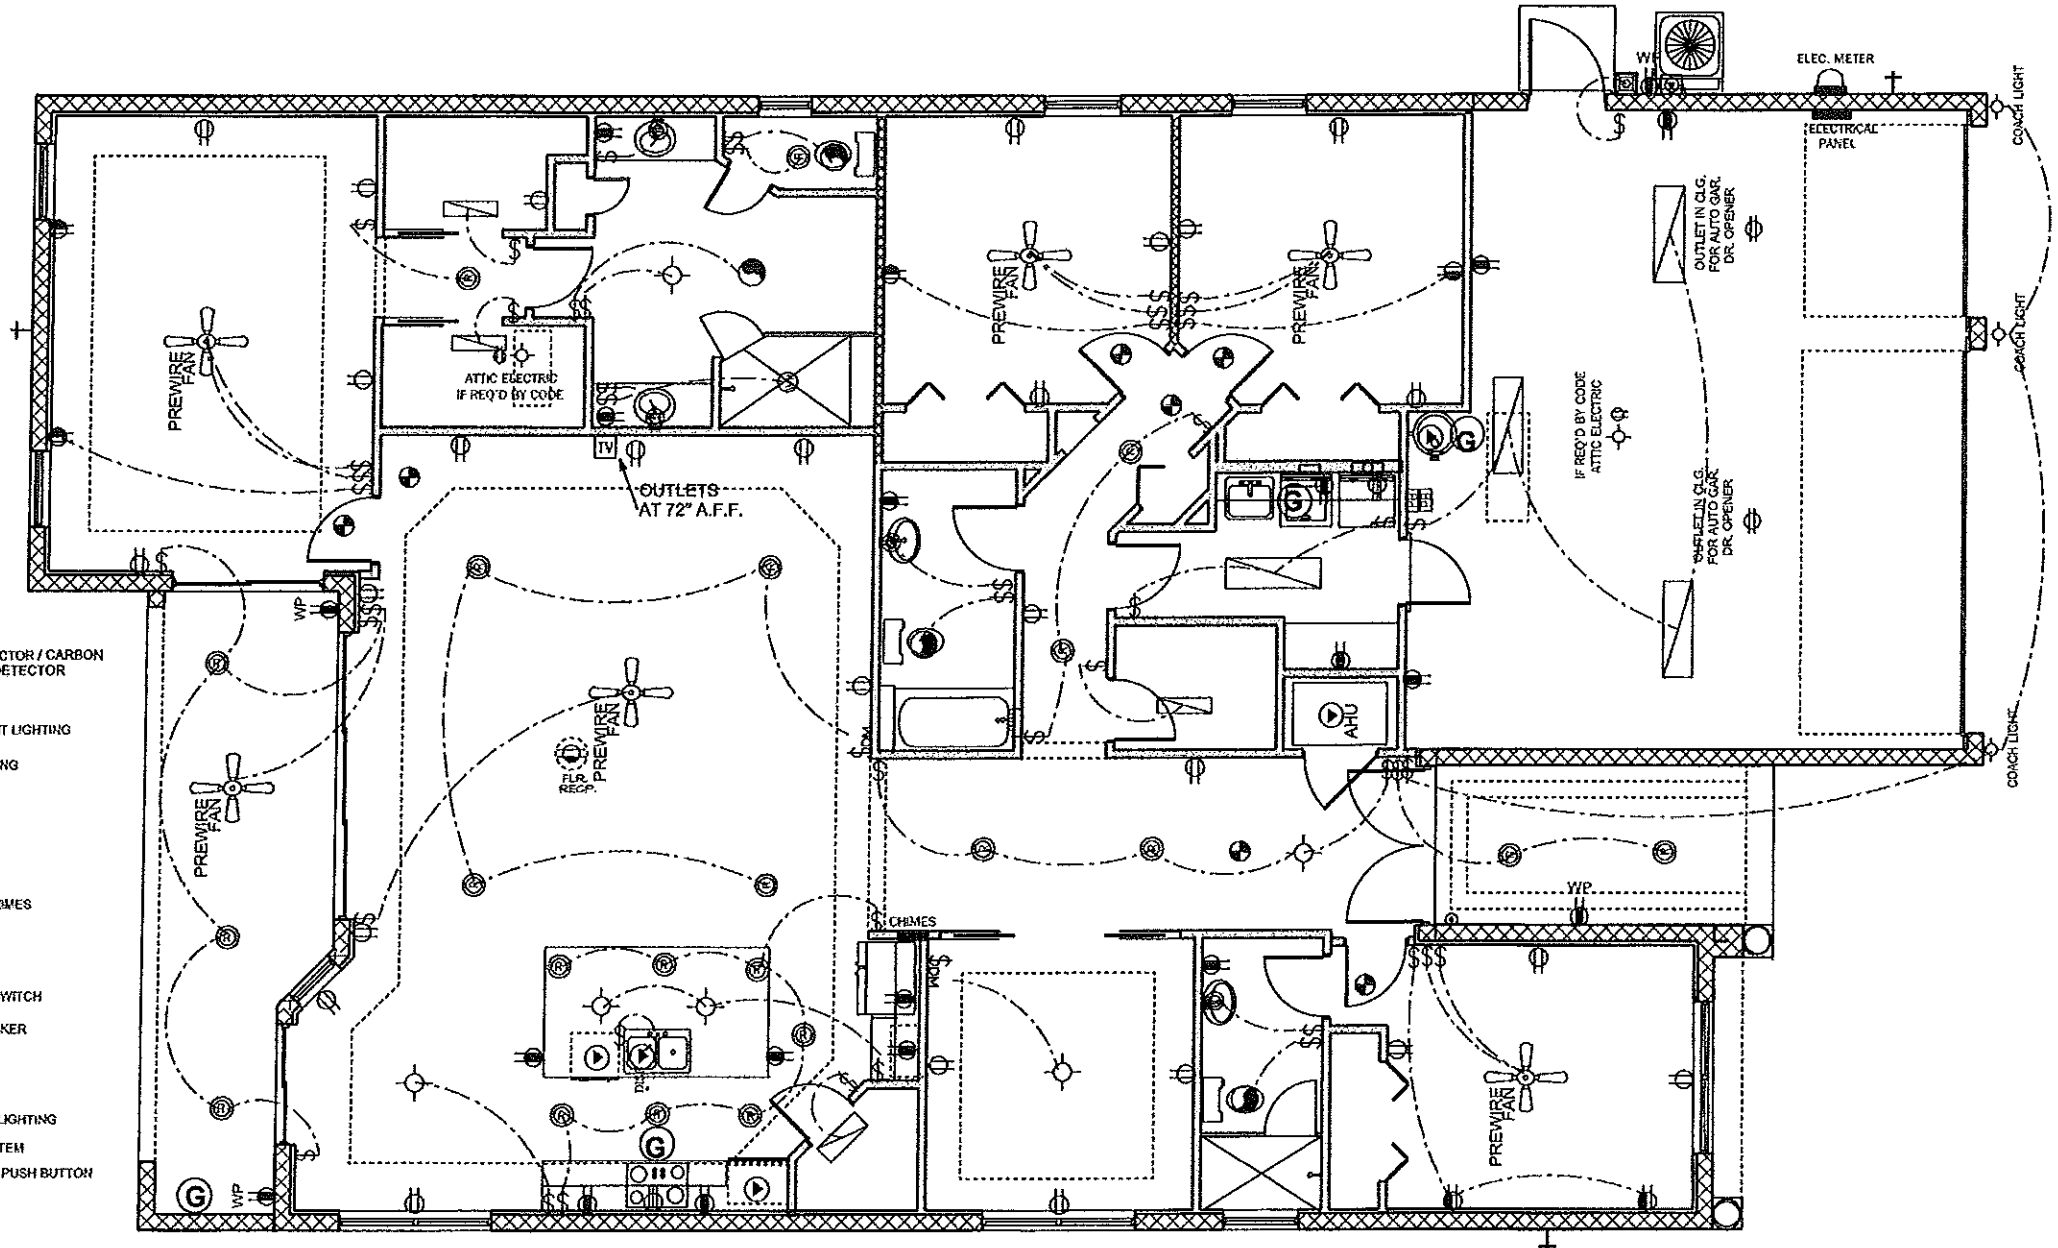 ELEC. METER
COACH LIGHT
ELECTRICAL
PANEL
OUTLET IN CLG.
FOR AUTO GAR.
DR. OPENER
PREWIRE
FAN
PREWIRE
FAN
PREWIRE
FAN
COACH LIGHT
ATTIC ELECTRIC
IF REQ'D BY CODE
IF REQ'D BY CODE
ATTIC ELECTRIC
G
TV
OUTLETS
AT 72" A.F.F.
G
OUTLET IN CLG.
FOR AUTO GAR.
DR. OPENER
WP
CTOR / CARBON
DETECTOR
T LIGHTING
NG
PREWIRE
FAN
FLR.
RECP.
DM
AHU
COACH LIGHT
PREWIRE
FAN
WP
CHIMES
DM
WITCH
KER
LIGHTING
TEM
PUSH BUTTON
G
PREWIRE
FAN
G
WP